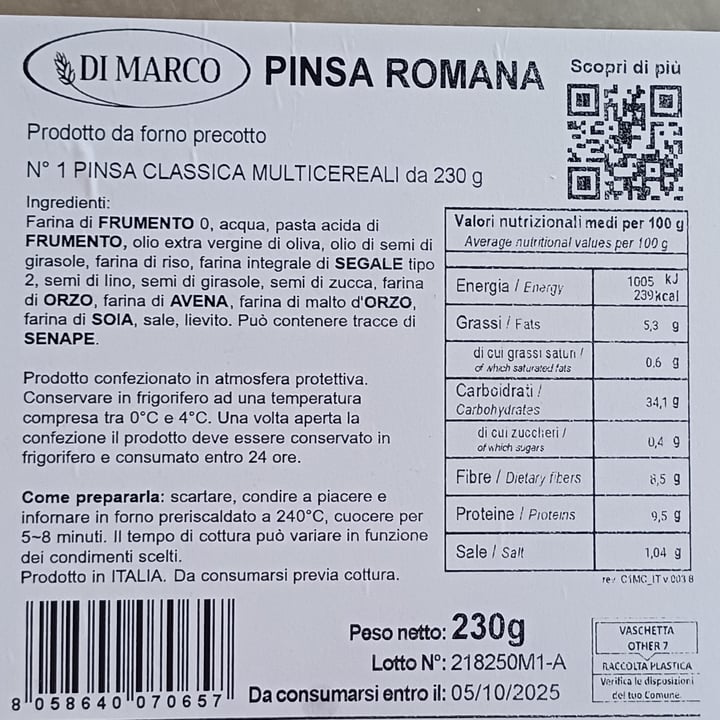 DI MARCO
PINSA ROMANA
Scopri di più
Prodotto da forno precotto
N° 1 PINSA CLASSICA MULTICEREALI da 230 g
Ingredienti:
Farina di FRUMENTO 0, acqua, pasta acida di
FRUMENTO, olio extra vergine di oliva, olio di semi di
girasole, farina di riso, farina integrale di SEGALE tipo
2, semi di lino, semi di girasole, semi di zucca, farina
di ORZO, farina di AVENA, farina di malto d'ORZO,
farina di SOIA, sale, lievito. Può contenere tracce di
SENAPE.
Prodotto confezionato in atmosfera protettiva.
Conservare in frigorifero ad una temperatura
compresa tra 0°C e 4°C. Una volta aperta la
confezione il prodotto deve essere conservato in
frigorifero e consumato entro 24 ore.
Come prepararla: scartare, condire a piacere e
infornare in forno preriscaldato a 240°C, cuocere per
5~8 minuti. Il tempo di cottura può variare in funzione
dei condimenti scelti.
Prodotto in ITALIA. Da consumarsi previa cottura.
Valori nutrizionali medi per 100 g
Average nutritional values per 100 g
Energia / Energy 1005 kJ
239kcal
Grassi / Fats 5,3 g
di cui grassi saturi /
of which saturated fats 0.6 g
Carboidrati /
Carbohydrates 34,1 g
di cui zuccheri /
of which sugars 0,4 g
Fibre / Dietary fibers 8,5 g
Proteine / Proteins 9,5 g
Sale / Salt 1,04 g
8 058640 070657
Peso netto: 230g
Lotto N°: 218250M1-A
Da consumarsi entro il: 05/10/2025
VASCHETTA
OTHER 7
RACCOLTA PLASTICA
Verifica le disposizioni
del tuo Comune